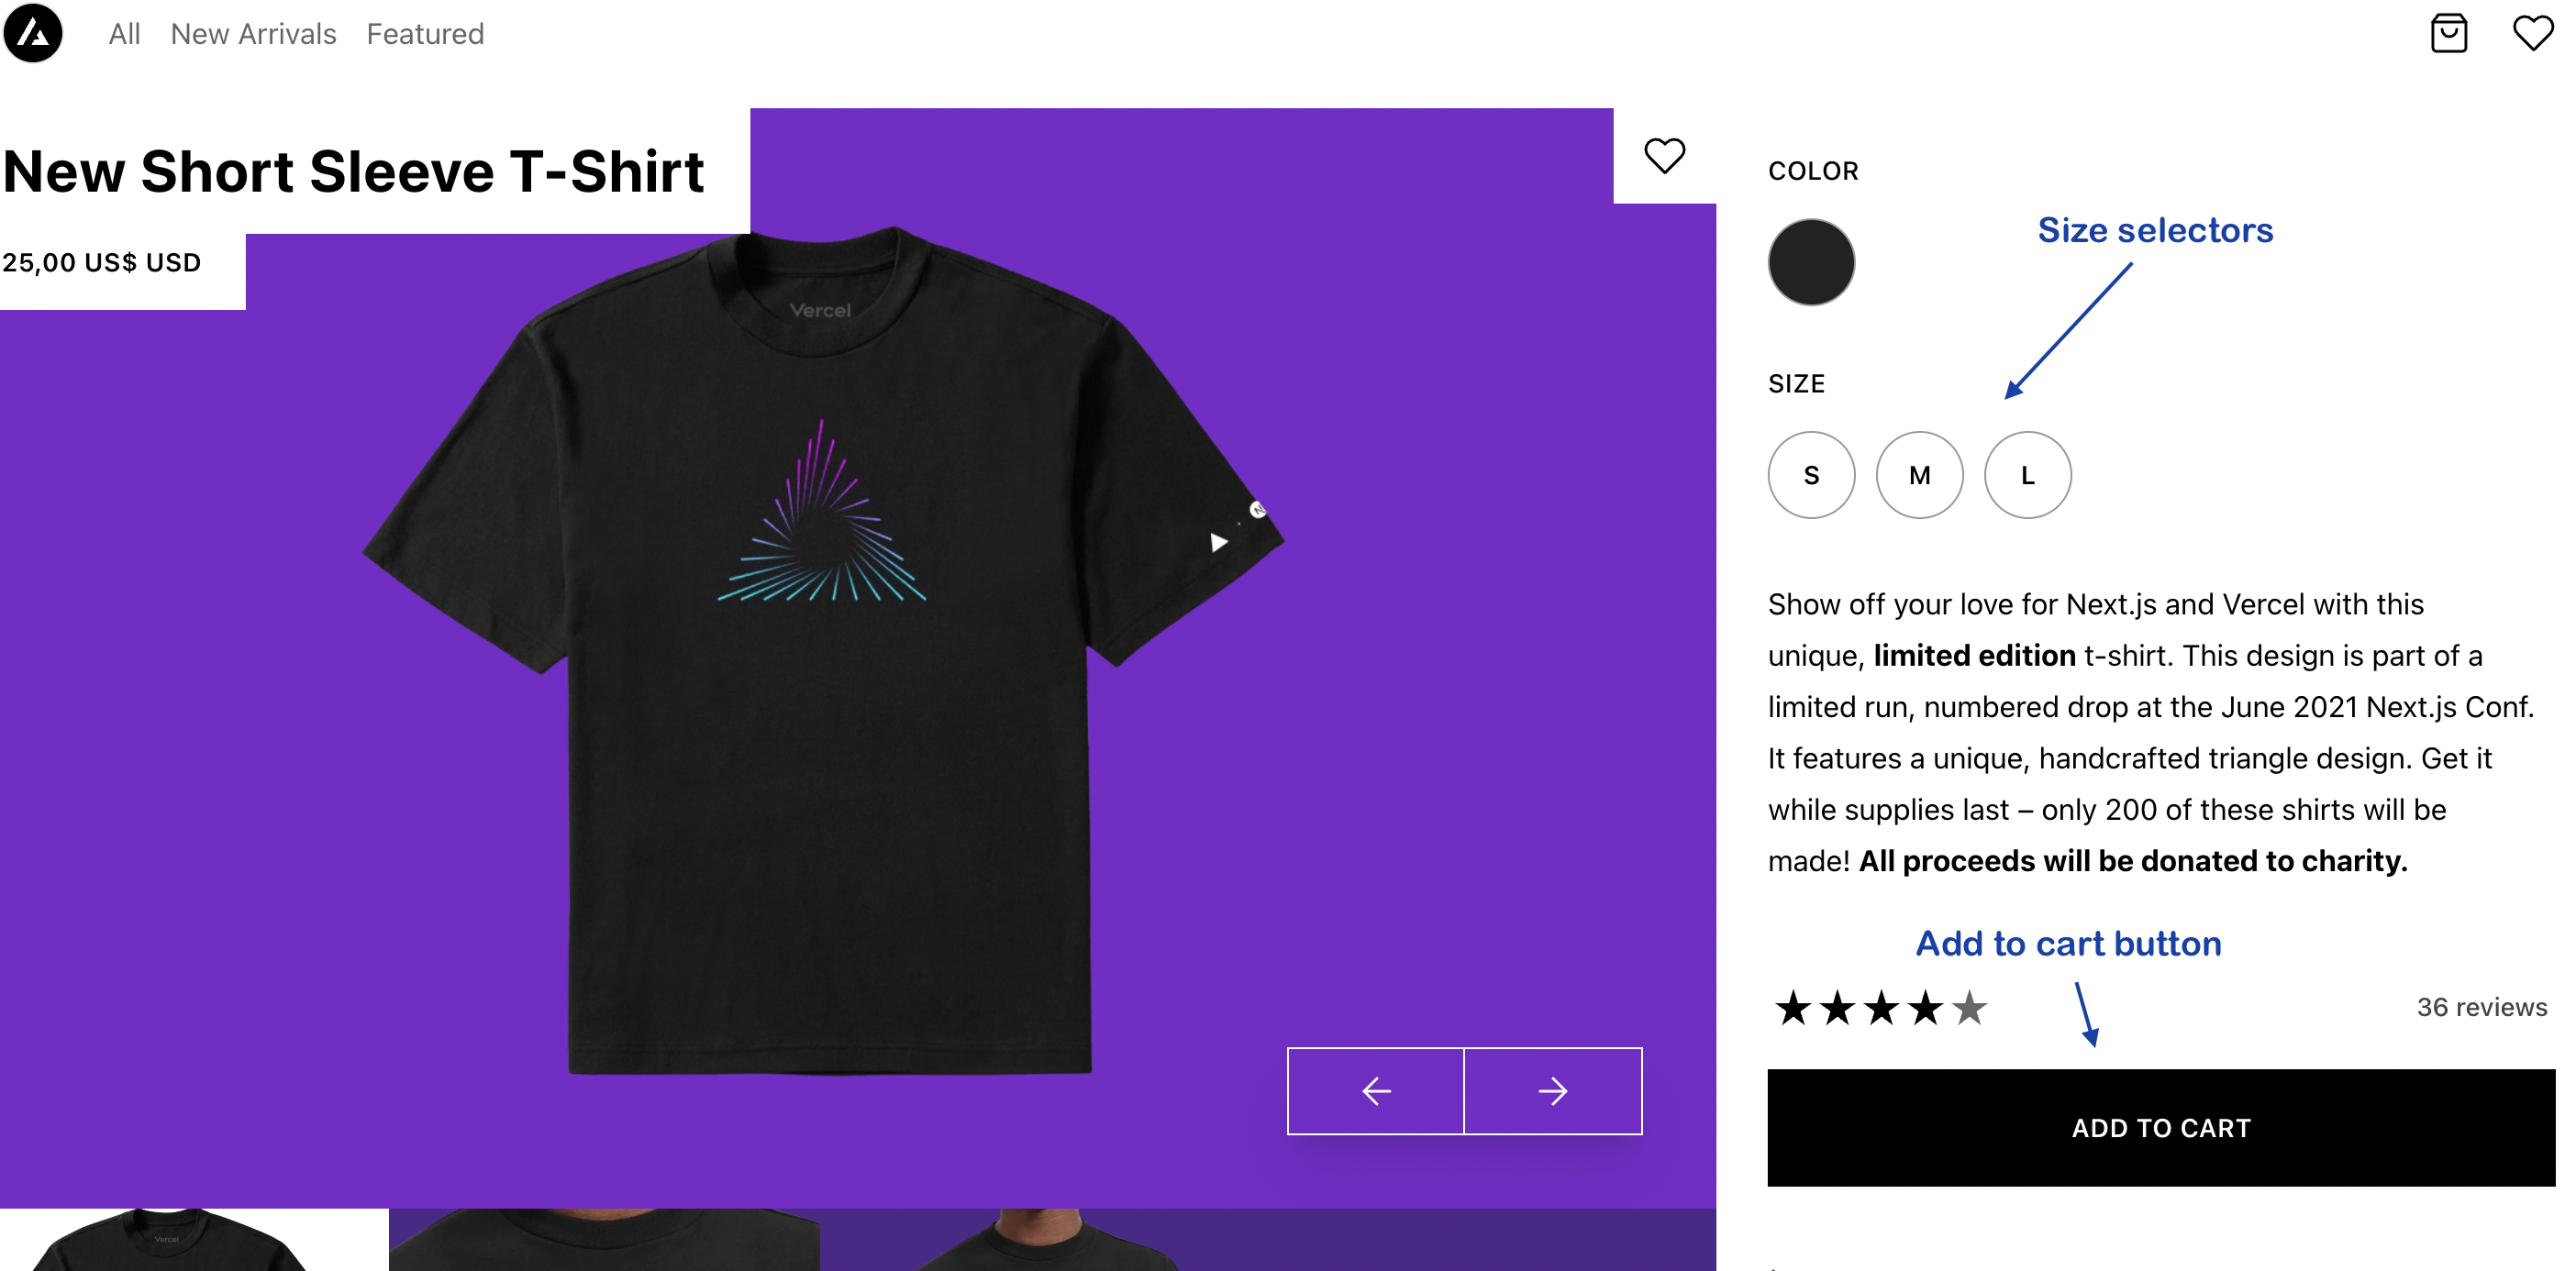 All New Arrivals Featured
New Short Sleeve T-Shirt
25,00 US$ USD
Vercel
N
COLOR
Size selectors
SIZE
S M L
Show off your love for Next.js and Vercel with this
unique, limited edition t-shirt. This design is part of a
limited run, numbered drop at the June 2021 Next.js Conf.
It features a unique, handcrafted triangle design. Get it
while supplies last – only 200 of these shirts will be
made! All proceeds will be donated to charity.
Add to cart button
36 reviews
ADD TO CART
Vercel